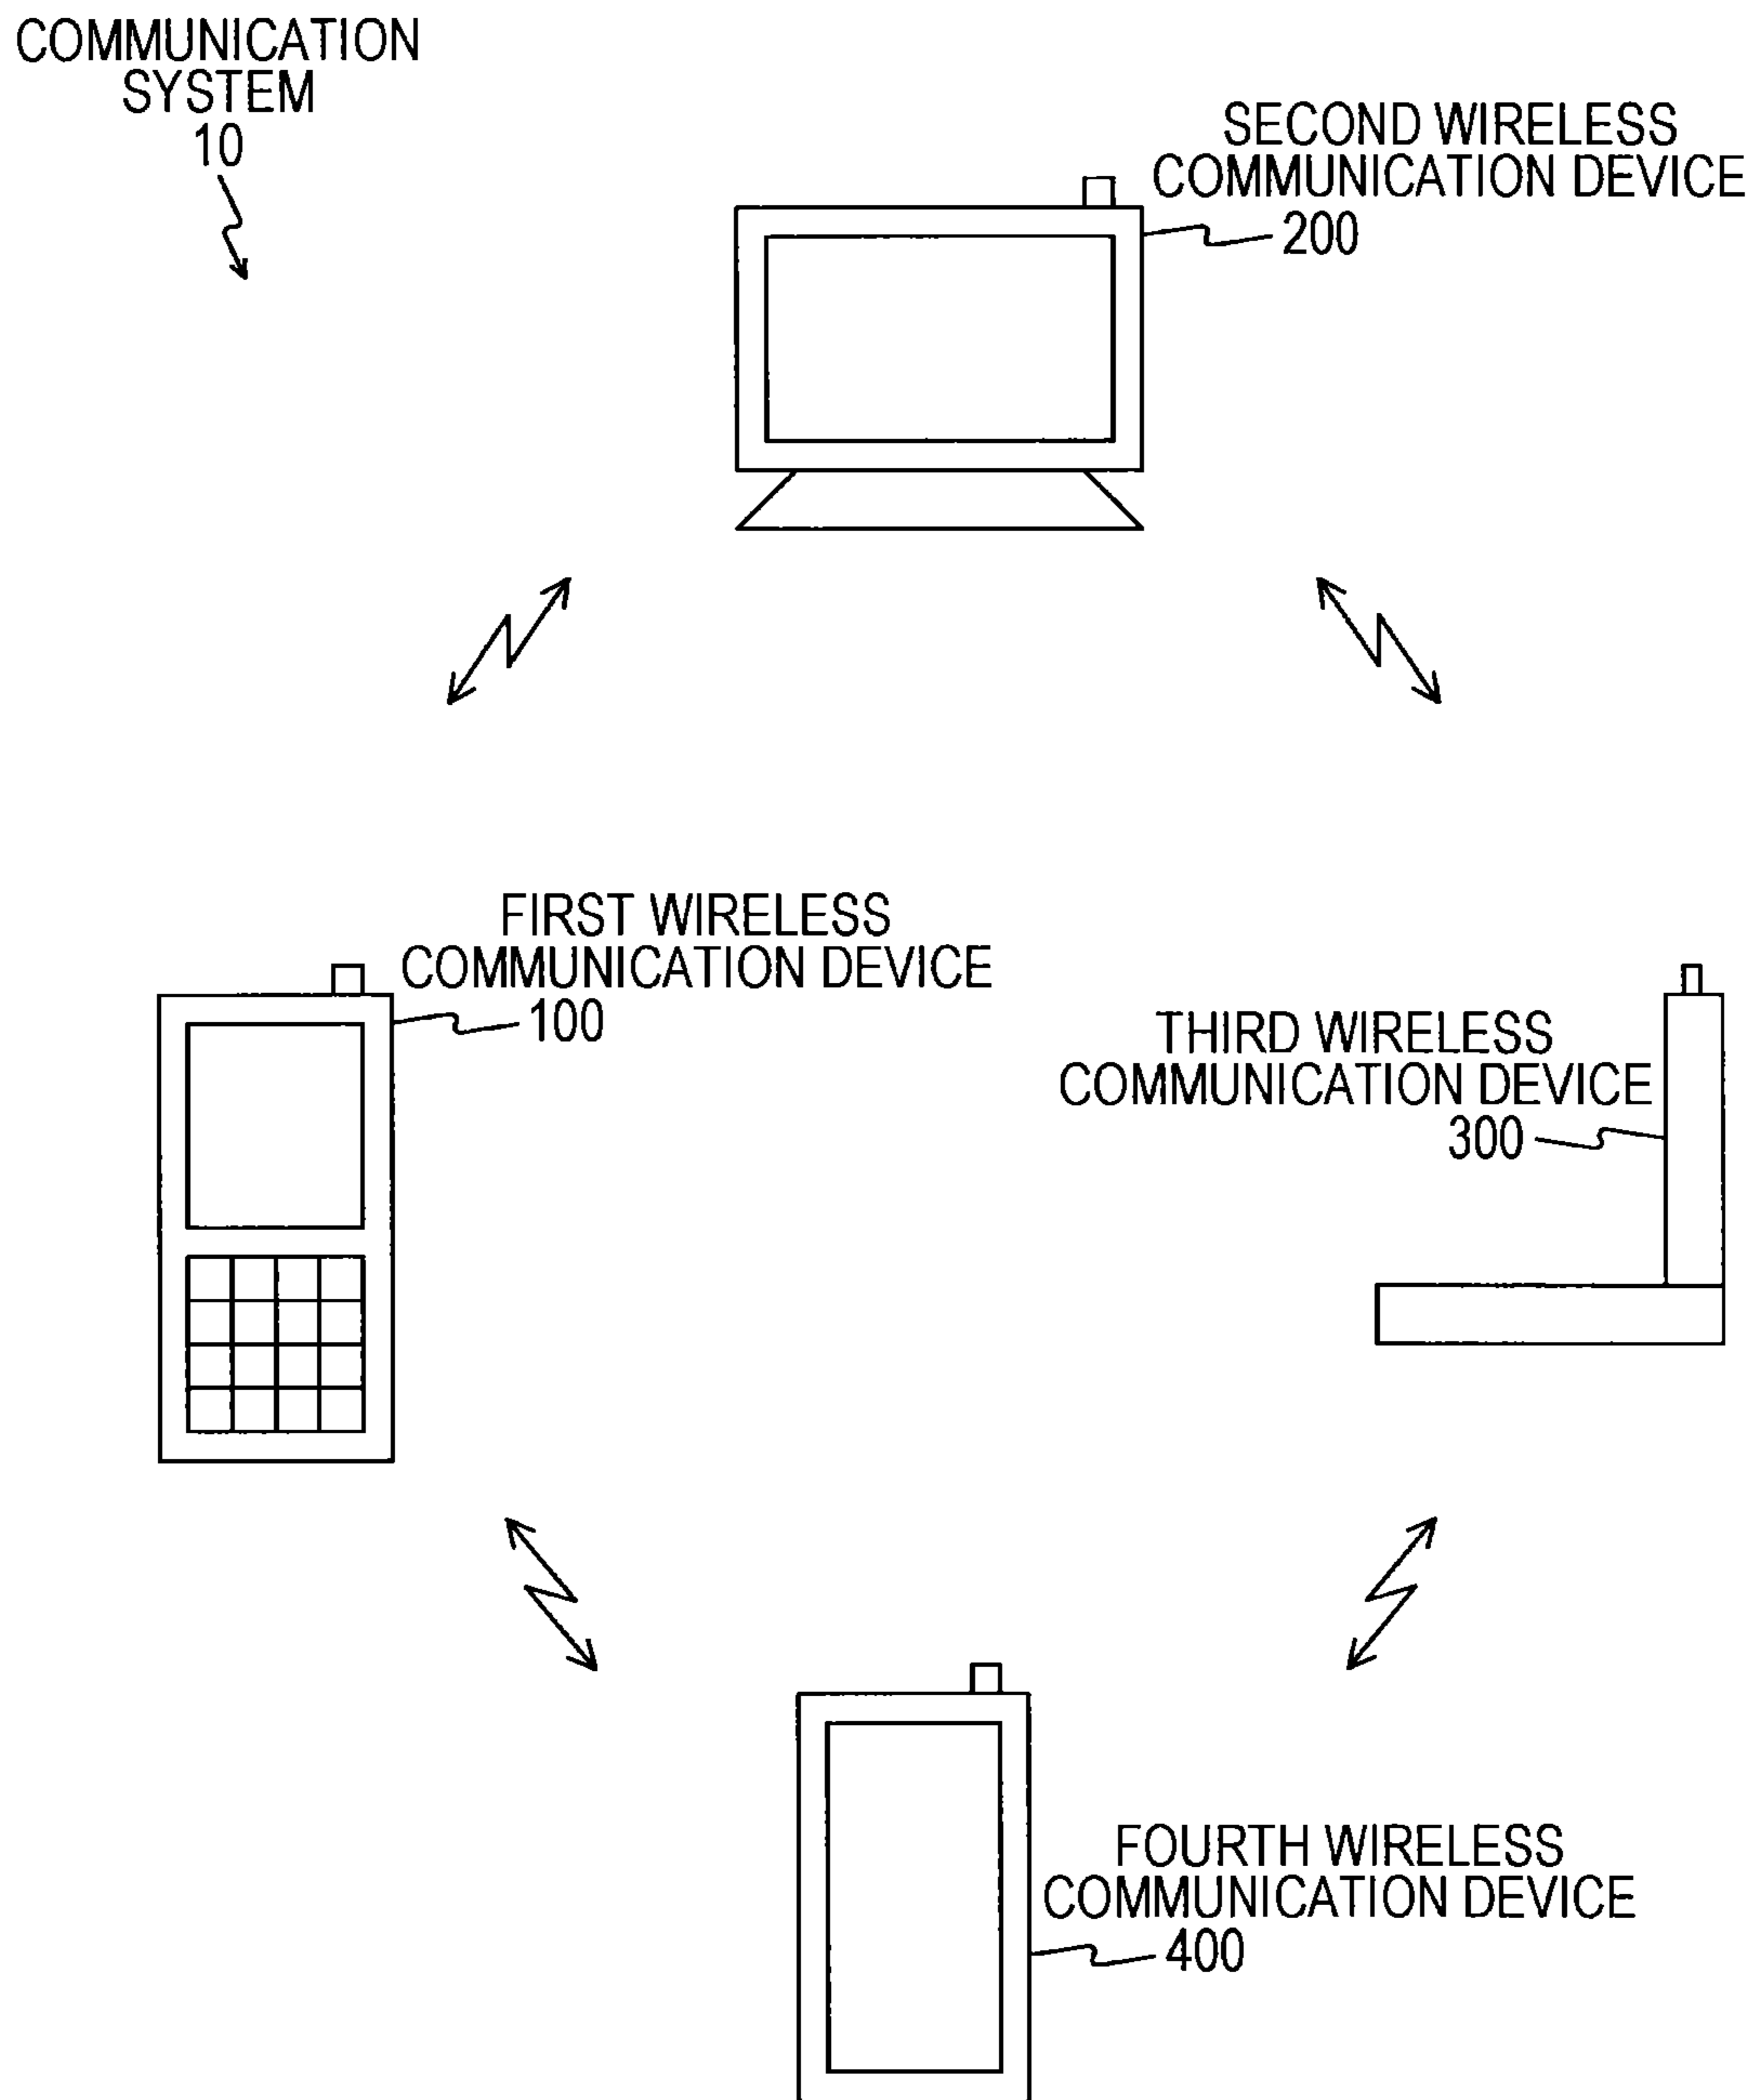 COMMUNICATION
SYSTEM
10
SECOND WIRELESS
COMMUNICATION DEVICE
200
FIRST WIRELESS
COMMUNICATION DEVICE
100
THIRD WIRELESS
COMMUNICATION DEVICE
300
FOURTH WIRELESS
COMMUNICATION DEVICE
400